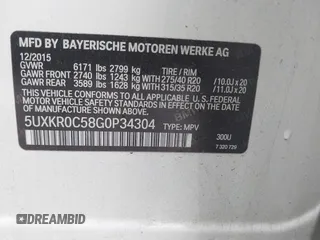 MFD BY BAYERISCHE MOTOREN WERKE AG
12/2015
GVWR 6171 lbs 2799 kg TIRE / RIM
GAWR FRONT 2740 lbs 1243 kg WITH 275/40 R20 /10.0J x 20
GAWR REAR 3589 lbs 1628 kg WITH 315/35 R20 /11.0J x 20
THIS VEHICLE CONFORMS TO ALL APPLICABLE U.S. FEDERAL
MOTOR VEHICLE SAFETY STANDARDS IN EFFECT
ON THE DATE OF MANUFACTURE SHOWN ABOVE.
5UXKR0C58G0P34304 TYPE: MPV 300U
7 320 739
DREAMBID